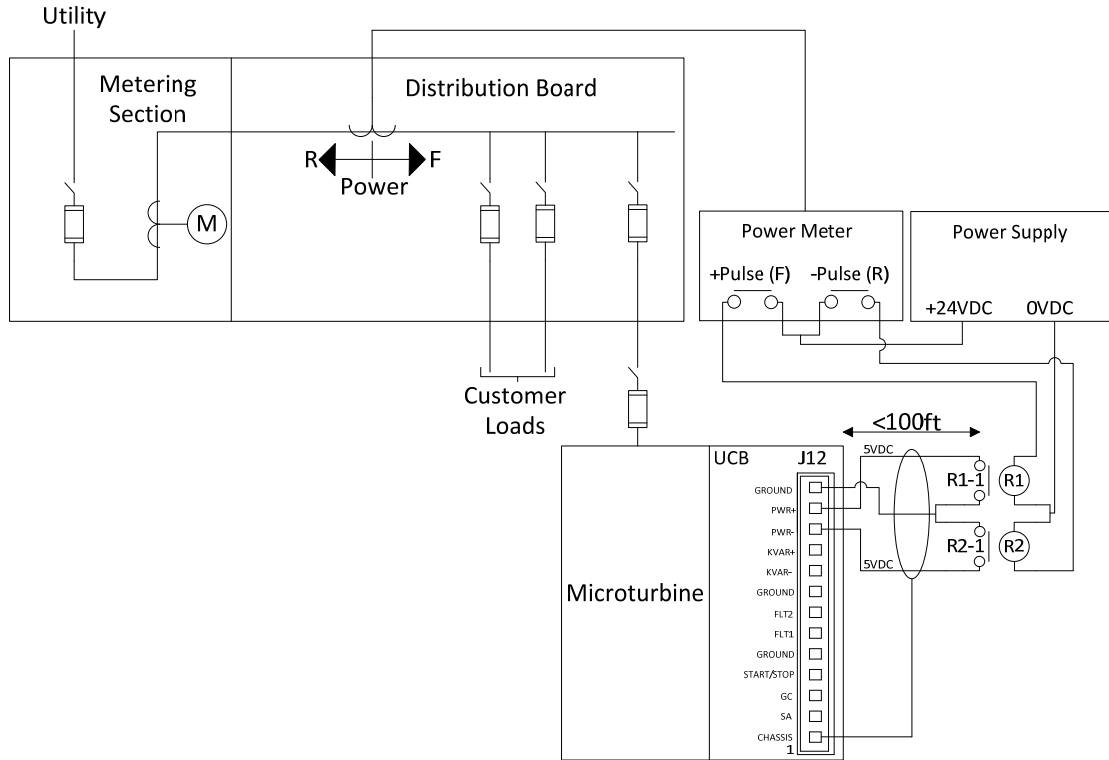 Utility
Metering
Section
Distribution Board
R
F
Power
M
Power Meter
+Pulse (F)
-Pulse (R)
Power Supply
+24VDC
0VDC
Customer
Loads
<100ft
UCB
J12
5VDC
R1-1
R1
R2-1
R2
5VDC
Microturbine
GROUND
PWR+
PWR-
KVAR+
KVAR-
GROUND
FLT2
FLT1
GROUND
START/STOP
GC
SA
CHASSIS
1